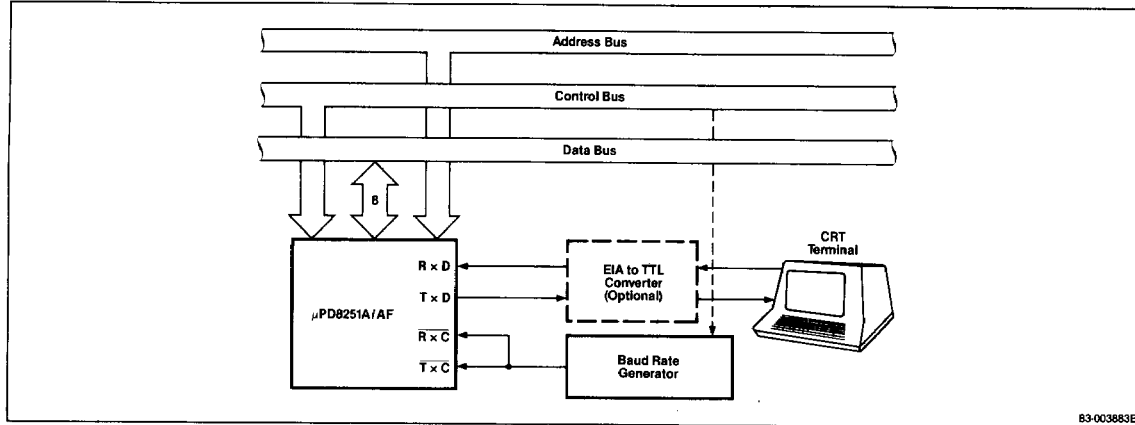 Address Bus
Control Bus
Data Bus
8
CRT
Terminal
R × D
EIA to TTL
Converter
(Optional)
T × D
μPD8251A/AF
R × C
T × C
Baud Rate
Generator
83-003883B